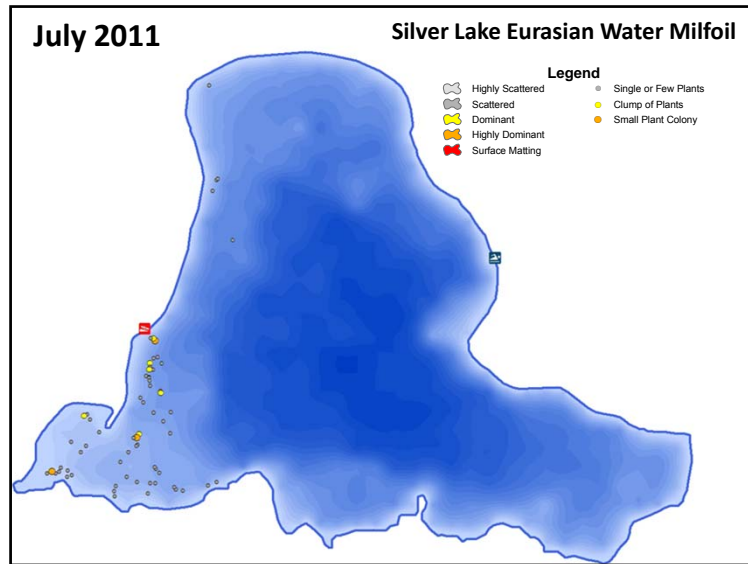 July 2011
Silver Lake Eurasian Water Milfoil
Legend
Highly Scattered
Scattered
Dominant
Highly Dominant
Surface Matting
Single or Few Plants
Clump of Plants
Small Plant Colony